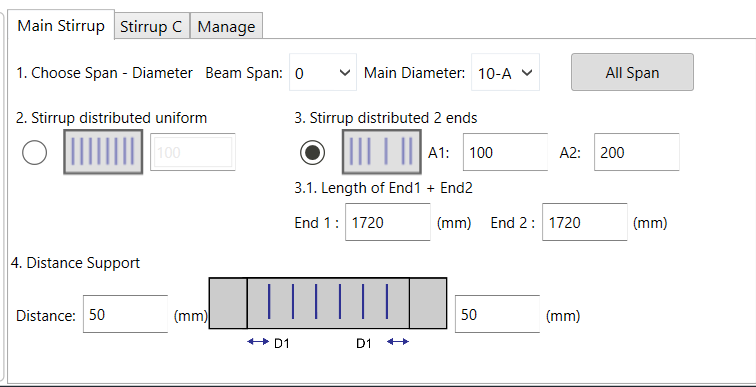 Main Stirrup Stirrup C Manage
1. Choose Span - Diameter Beam Span: 0 Main Diameter: 10-A All Span
2. Stirrup distributed uniform 3. Stirrup distributed 2 ends
100 A1: 100 A2: 200
3.1. Length of End1 + End2
End 1 : 1720 (mm) End 2 : 1720 (mm)
4. Distance Support
Distance: 50 (mm) 50 (mm)
D1 D1